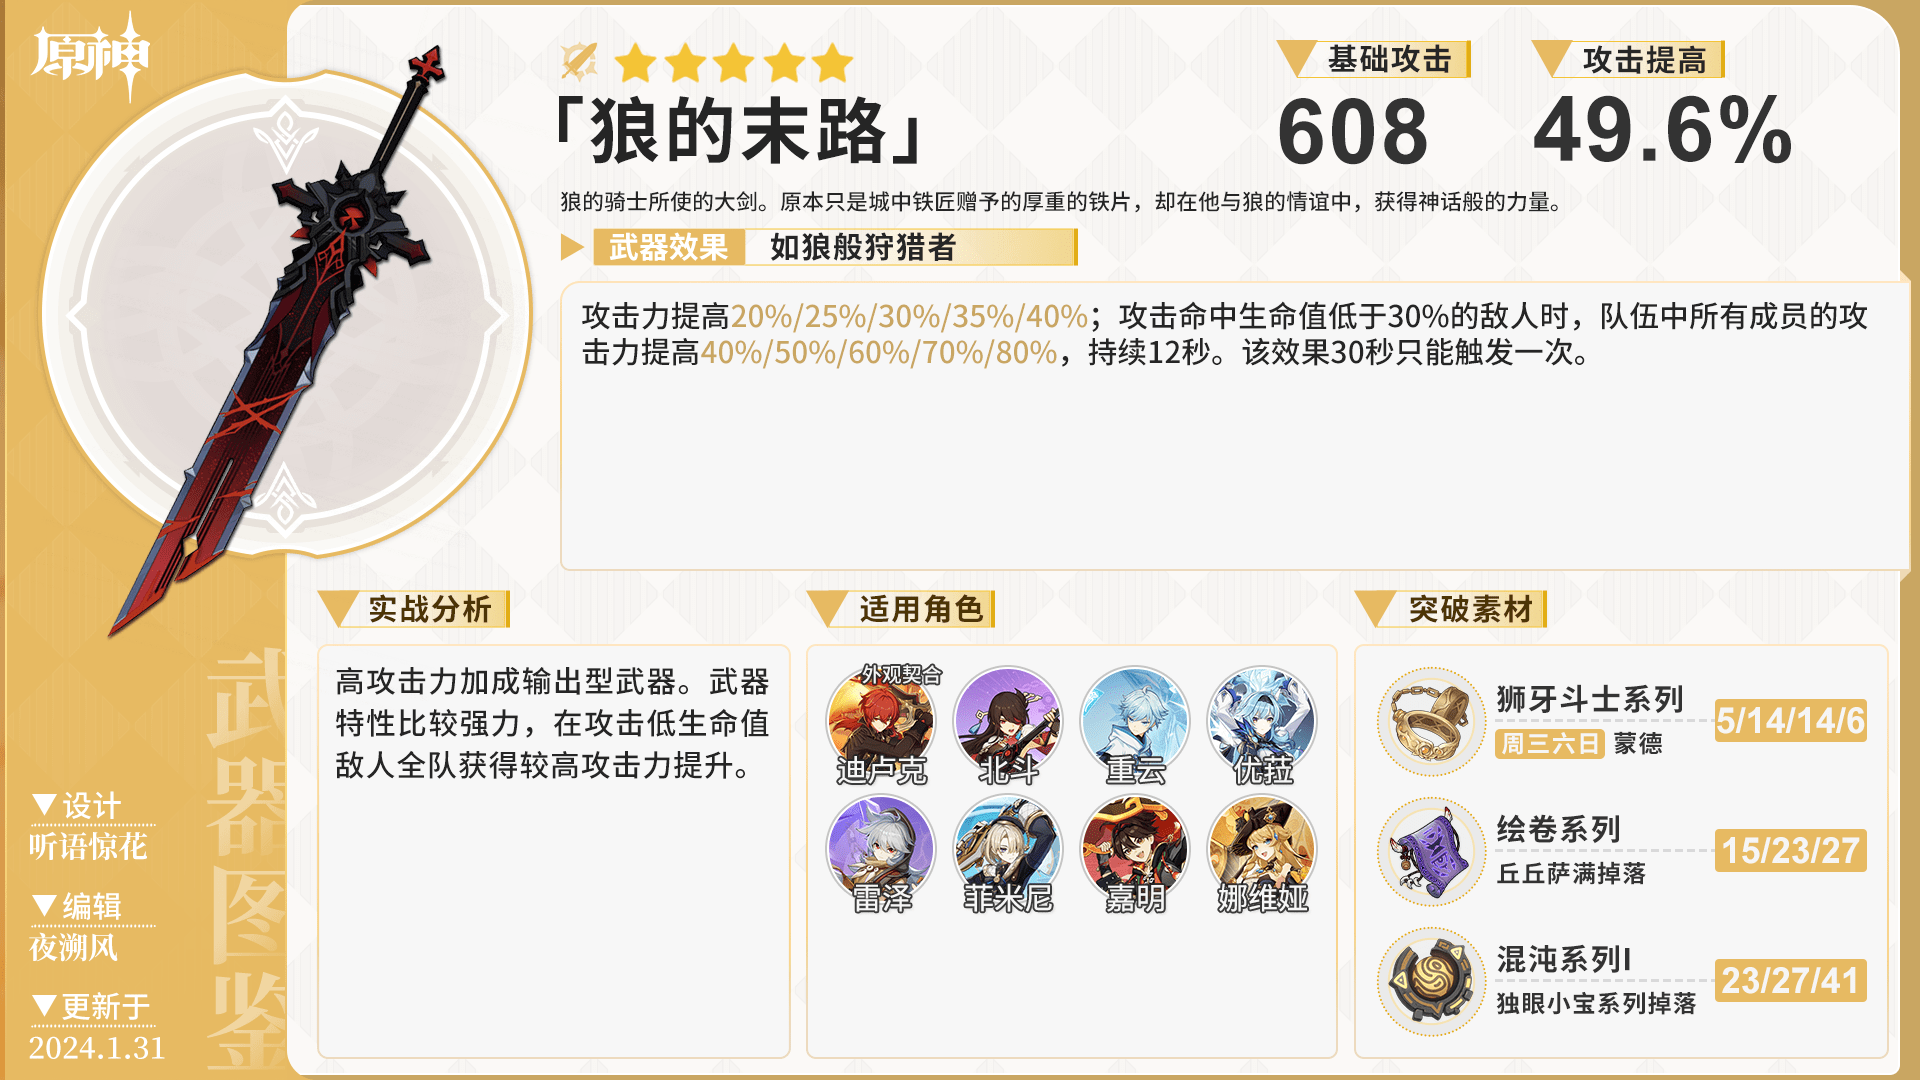 原神
「狼的末路」
基础攻击
608
攻击提高
49.6%
狼的骑士所使的大剑。原本只是城中铁匠赠予的厚重的铁片，却在他与狼的情谊中，获得神话般的力量。
武器效果
如狼般狩猎者
攻击力提高20%/25%/30%/35%/40%；攻击命中生命值低于30%的敌人时，队伍中所有成员的攻
击力提高40%/50%/60%/70%/80%，持续12秒。该效果30秒只能触发一次。
实战分析
高攻击力加成输出型武器。武器
特性比较强力，在攻击低生命值
敌人全队获得较高攻击力提升。
适用角色
外观契合
迪卢克
北斗
重云
优菈
雷泽
菲米尼
嘉明
娜维娅
突破素材
狮牙斗士系列
周三六日 蒙德
5/14/14/6
绘卷系列
丘丘萨满掉落
15/23/27
混沌系列I
独眼小宝系列掉落
23/27/41
武器图鉴
▼设计
听语惊花
▼编辑
夜溯风
▼更新于
2024.1.31